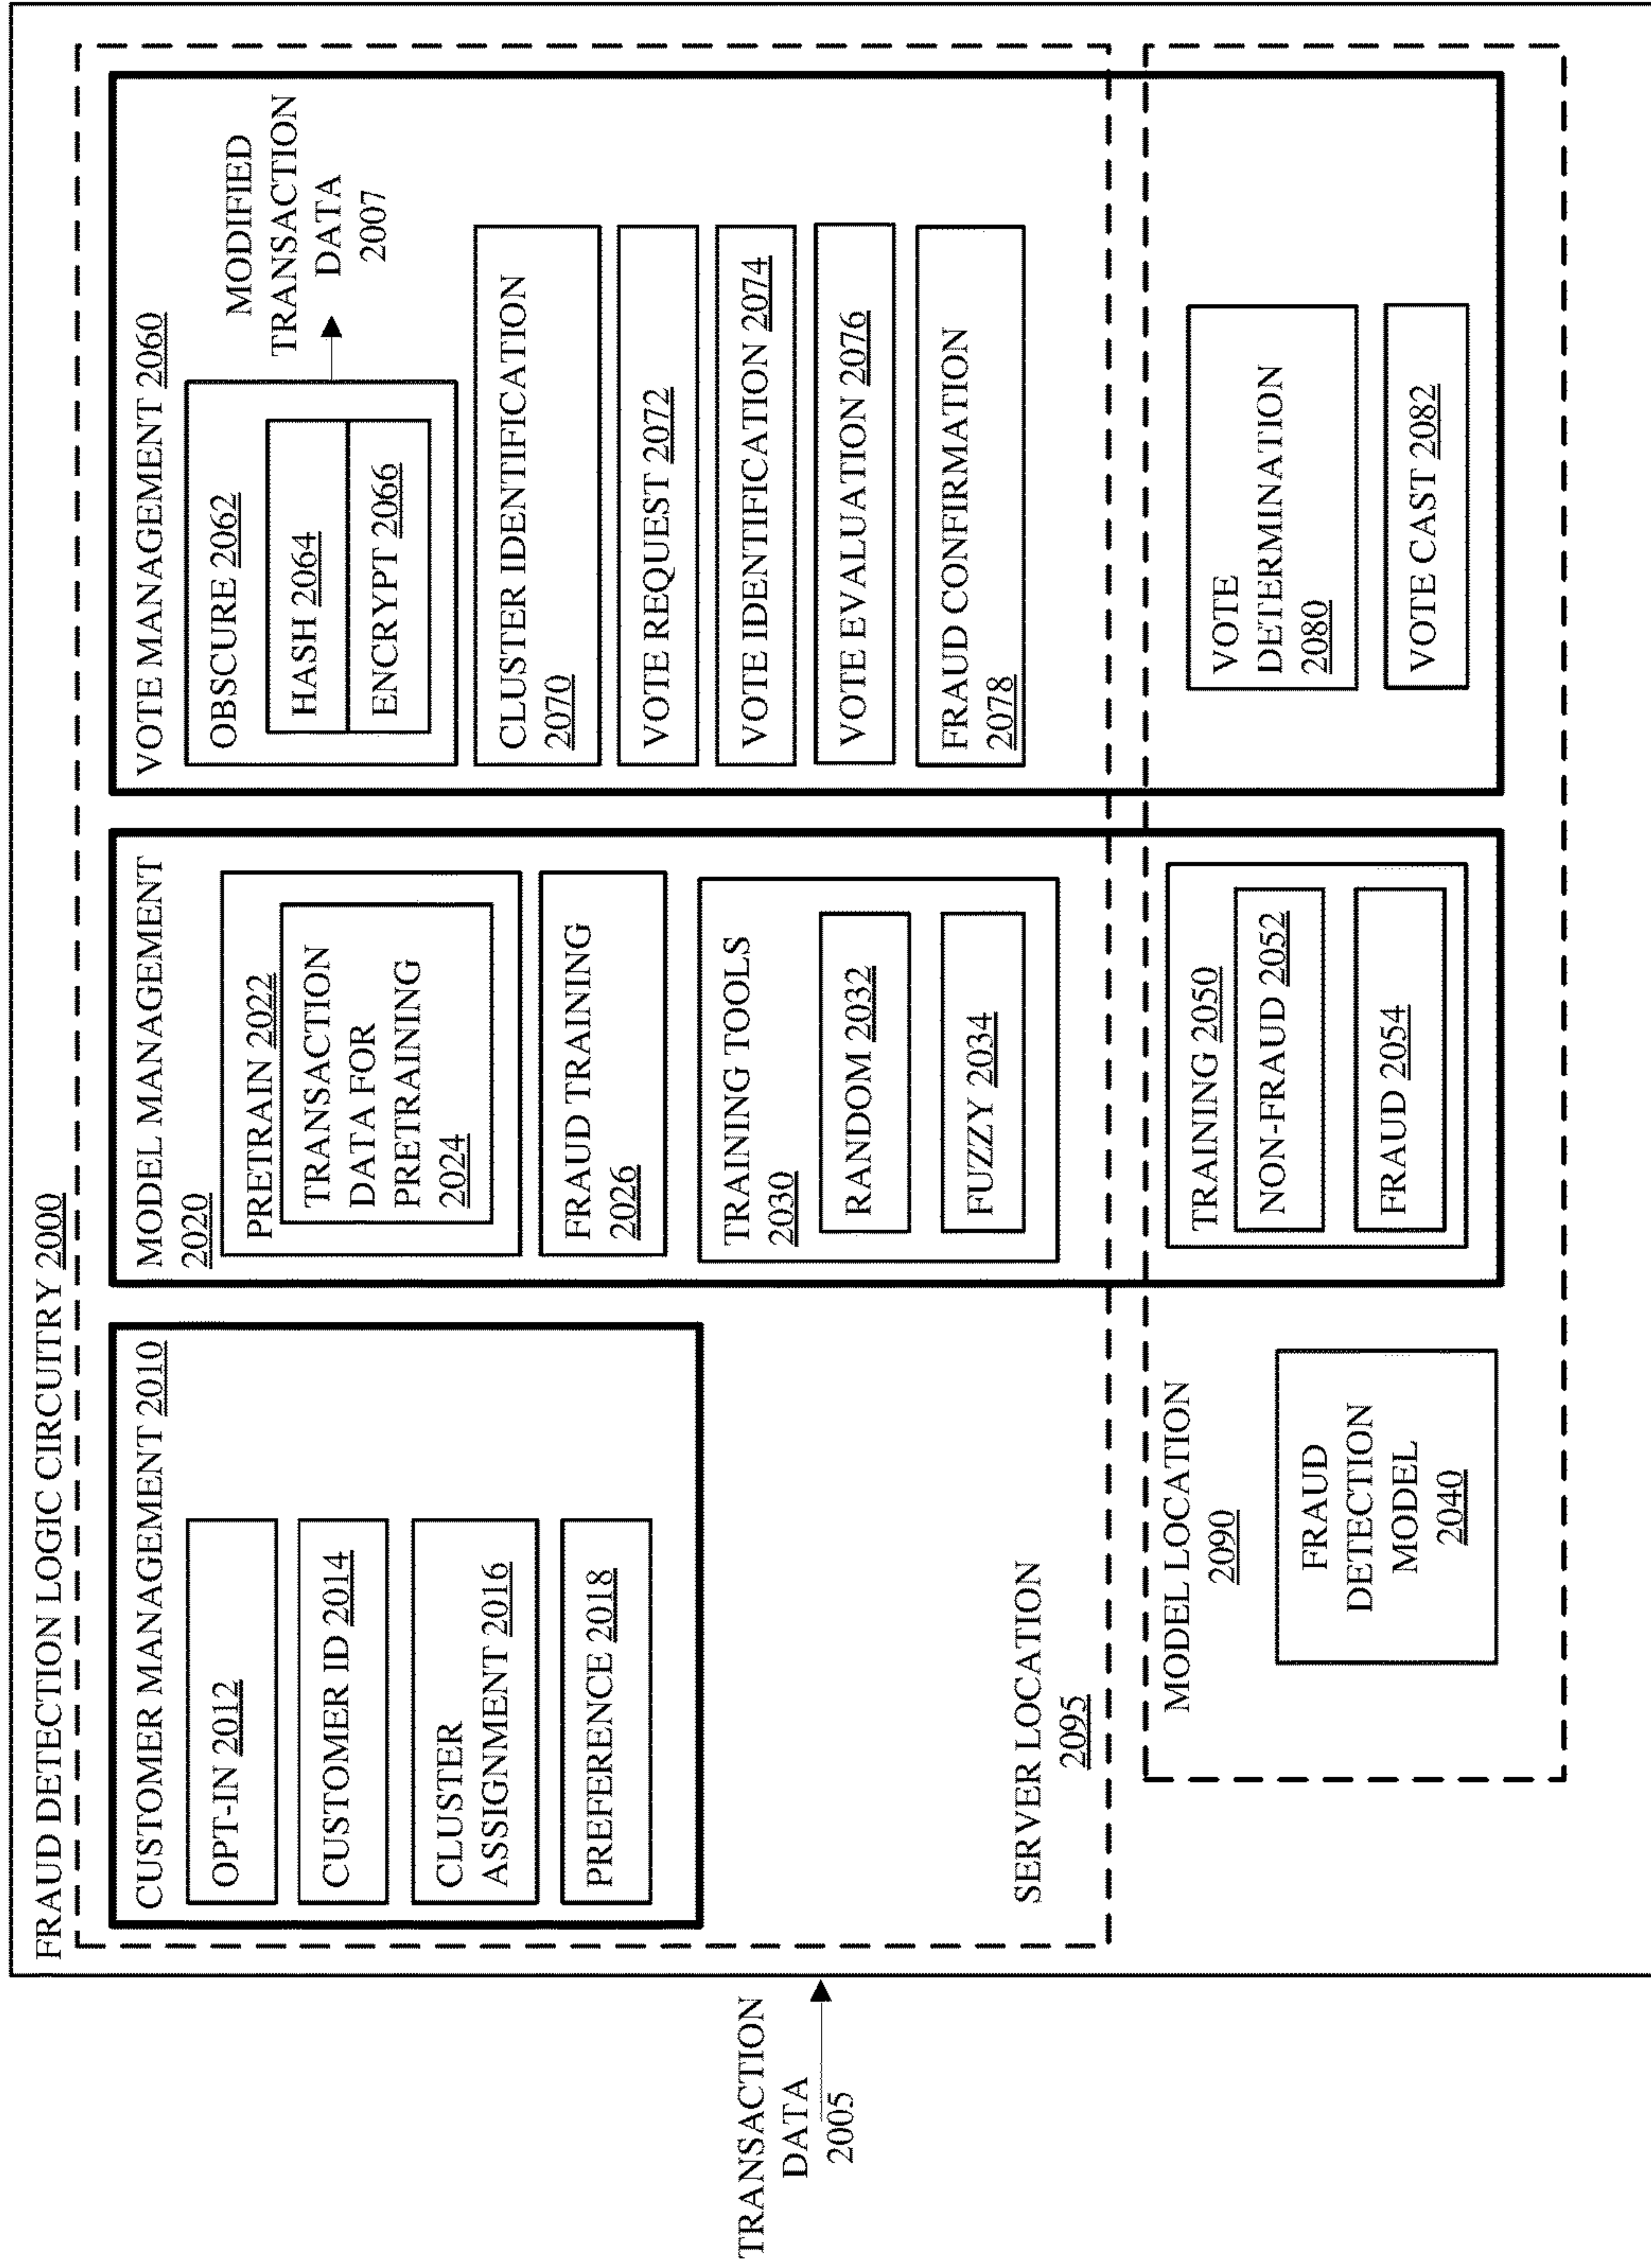 FRAUD DETECTION LOGIC CIRCUITRY 2000
TRANSACTION
DATA
2005
CUSTOMER MANAGEMENT 2010
OPT-IN 2012
CUSTOMER ID 2014
CLUSTER
ASSIGNMENT 2016
PREFERENCE 2018
SERVER LOCATION
2095
MODEL MANAGEMENT
2020
PRETRAIN 2022
TRANSACTION
DATA FOR
PRETRAINING
2024
FRAUD TRAINING
2026
TRAINING TOOLS
2030
RANDOM 2032
FUZZY 2034
VOTE MANAGEMENT 2060
OBSCURE 2062
HASH 2064
ENCRYPT 2066
MODIFIED
TRANSACTION
DATA
2007
CLUSTER IDENTIFICATION
2070
VOTE REQUEST 2072
VOTE IDENTIFICATION 2074
VOTE EVALUATION 2076
FRAUD CONFIRMATION
2078
MODEL LOCATION
2090
FRAUD
DETECTION
MODEL
2040
TRAINING 2050
NON-FRAUD 2052
FRAUD 2054
VOTE
DETERMINATION
2080
VOTE CAST 2082